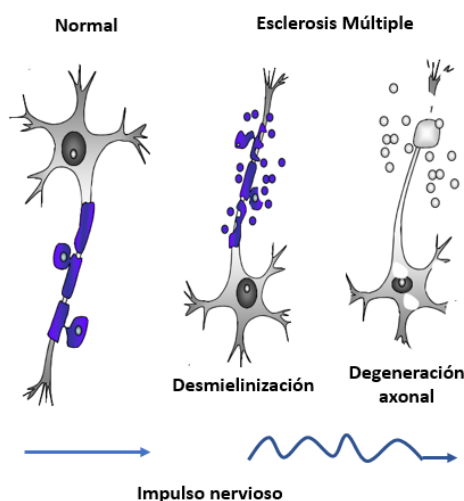 Normal
Esclerosis Múltiple
Desmielinización
Degeneración
axonal
Impulso nervioso